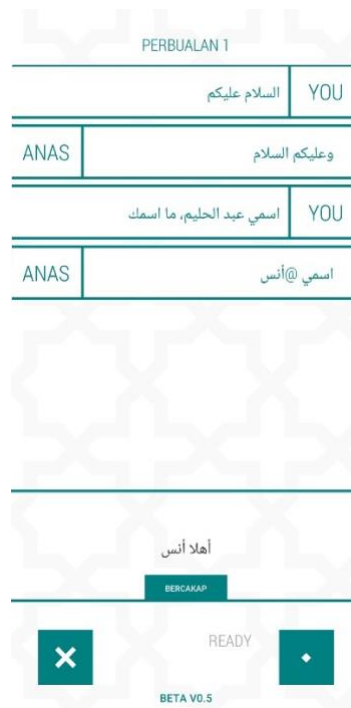 PERBUALAN 1
السلام عليكم YOU
ANAS وعليكم السلام
اسمي عبد الحليم، ما اسمك YOU
ANAS اسمي @أنس
أهلا أنس
BERCAKAP
READY
BETA V0.5